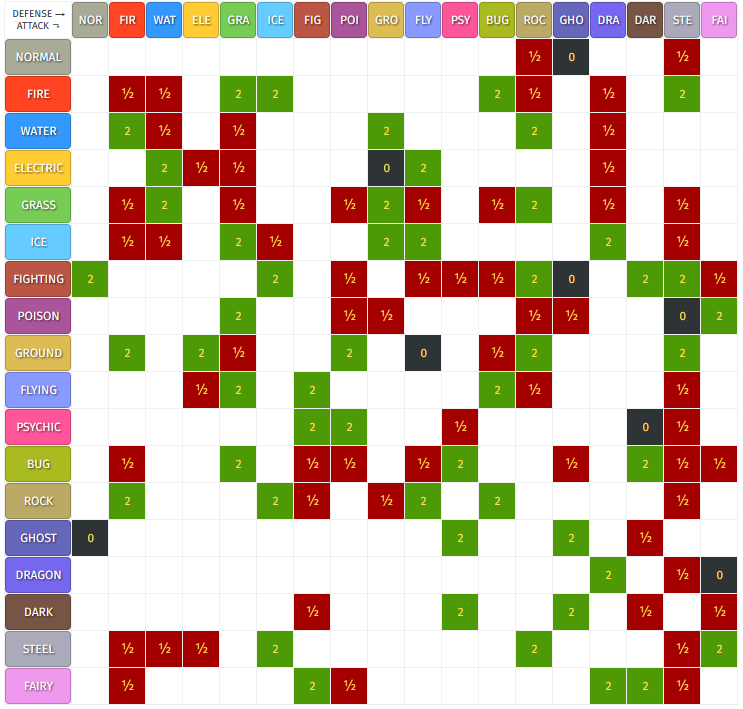 DEFENSE → NOR FIR WAT ELE GRA ICE FIG POI GRO FLY PSY BUG ROC GHO DRA DAR STE FAI
ATTACK ¬
NORMAL ½ 0 ½
FIRE ½ ½ 2 2 2 ½ ½ 2
WATER 2 ½ ½ 2 2 ½
ELECTRIC 2 ½ ½ 0 2 ½
GRASS ½ 2 ½ ½ 2 ½ ½ 2 ½ ½
ICE ½ ½ 2 ½ 2 2 2 ½
FIGHTING 2 2 ½ ½ ½ ½ 2 0 2 2 ½
POISON 2 ½ ½ ½ ½ 0 2
GROUND 2 2 ½ 2 0 ½ 2 2
FLYING ½ 2 2 2 ½ ½
PSYCHIC 2 2 ½ 0 ½
BUG ½ 2 ½ ½ ½ 2 ½ 2 ½ ½
ROCK 2 2 ½ ½ 2 2 ½
GHOST 0 2 2 ½
DRAGON 2 ½ 0
DARK ½ 2 2 ½ ½
STEEL ½ ½ ½ 2 2 ½ 2
FAIRY ½ 2 ½ 2 2 ½